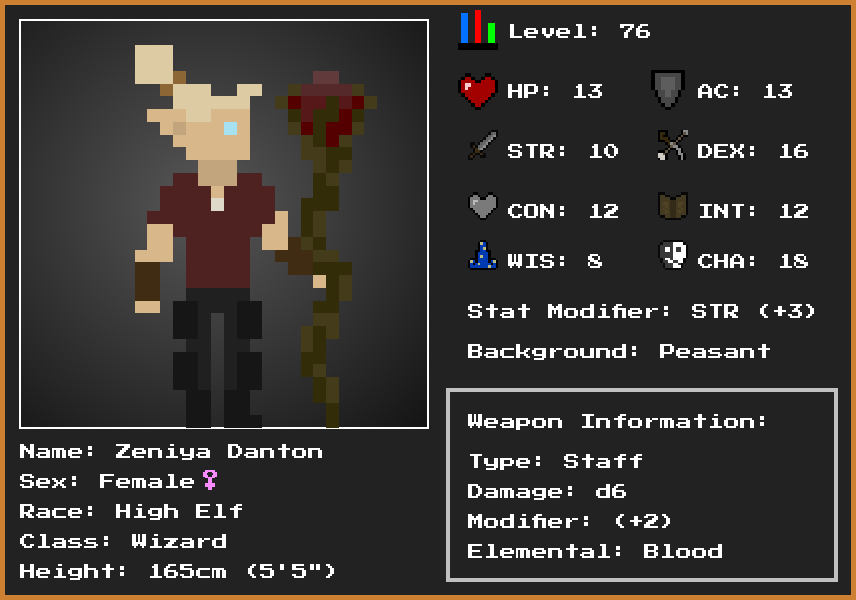 Level: 76
HP: 13
AC: 13
STR: 10
DEX: 16
CON: 12
INT: 12
WIS: 8
CHA: 18
Stat Modifier: STR (+3)
Background: Peasant
Name: Zeniya Danton
Sex: Female♀
Race: High Elf
Class: Wizard
Height: 165cm (5'5")
Weapon Information:
Type: Staff
Damage: d6
Modifier: (+2)
Elemental: Blood